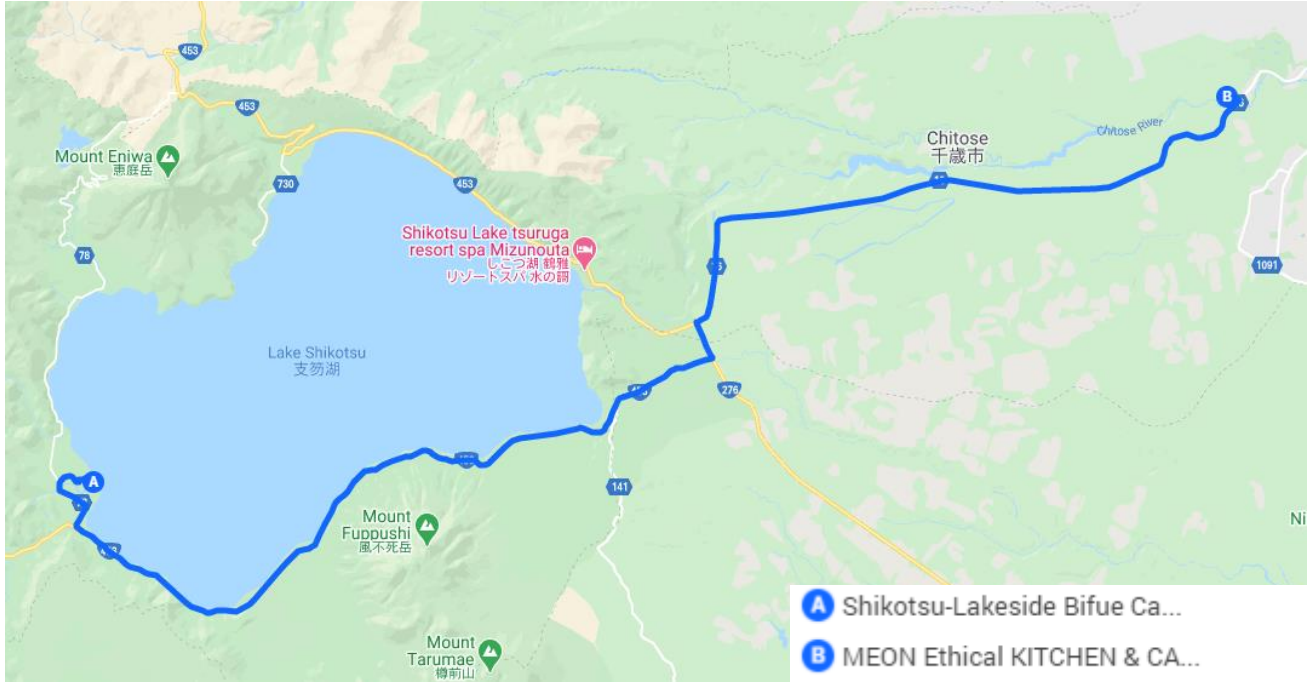 453
453
Mount Eniwa
恵庭岳
730
453
78
Shikotsu Lake tsuruga
resort spa Mizunouta
しこつ湖 鶴雅
リゾートスパ 水の謌
Chitose River
B
Chitose
千歳市
1091
Lake Shikotsu
支笏湖
276
A
141
Mount
Fuppushi
風不死岳
Ni
Mount
Tarumae
樽前山
A Shikotsu-Lakeside Bifue Ca...
B MEON Ethical KITCHEN & CA...